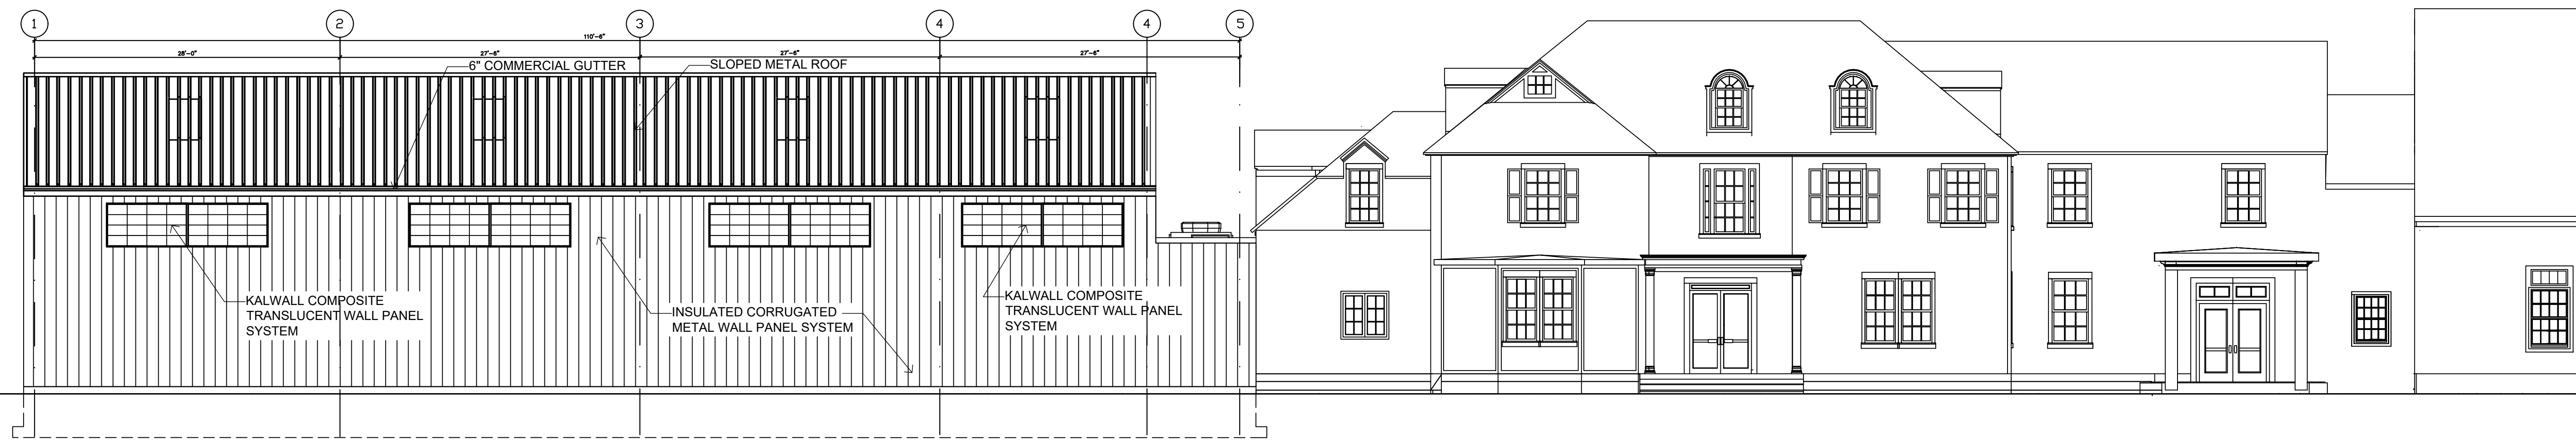 1 2 3 4 4 5
110'-6"
28'-0" 27'-6" 27'-6" 27'-6"
6" COMMERCIAL GUTTER
SLOPED METAL ROOF
KALWALL COMPOSITE
TRANSLUCENT WALL PANEL
SYSTEM
INSULATED CORRUGATED
METAL WALL PANEL SYSTEM
KALWALL COMPOSITE
TRANSLUCENT WALL PANEL
SYSTEM